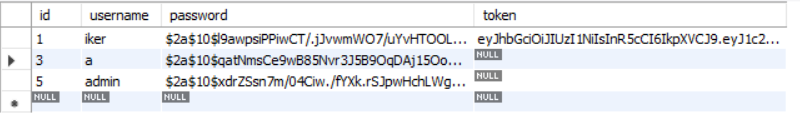 id username password token
1 iker $2a$10$l9awpsiPPiwCT/.jJvwmWO7/uYvHTOOL... eyJhbGciOiJIUzI1NiIsInR5cCI6IkpXVCJ9.eyJ1c2...
3 a $2a$10$qatNmsCe9wB85Nvr3J5B9OqDAj15Oo... NULL
5 admin $2a$10$xdrZSsn7m/04Ciw./fYXk.rSJpwHchLWg... NULL
NULL NULL NULL NULL